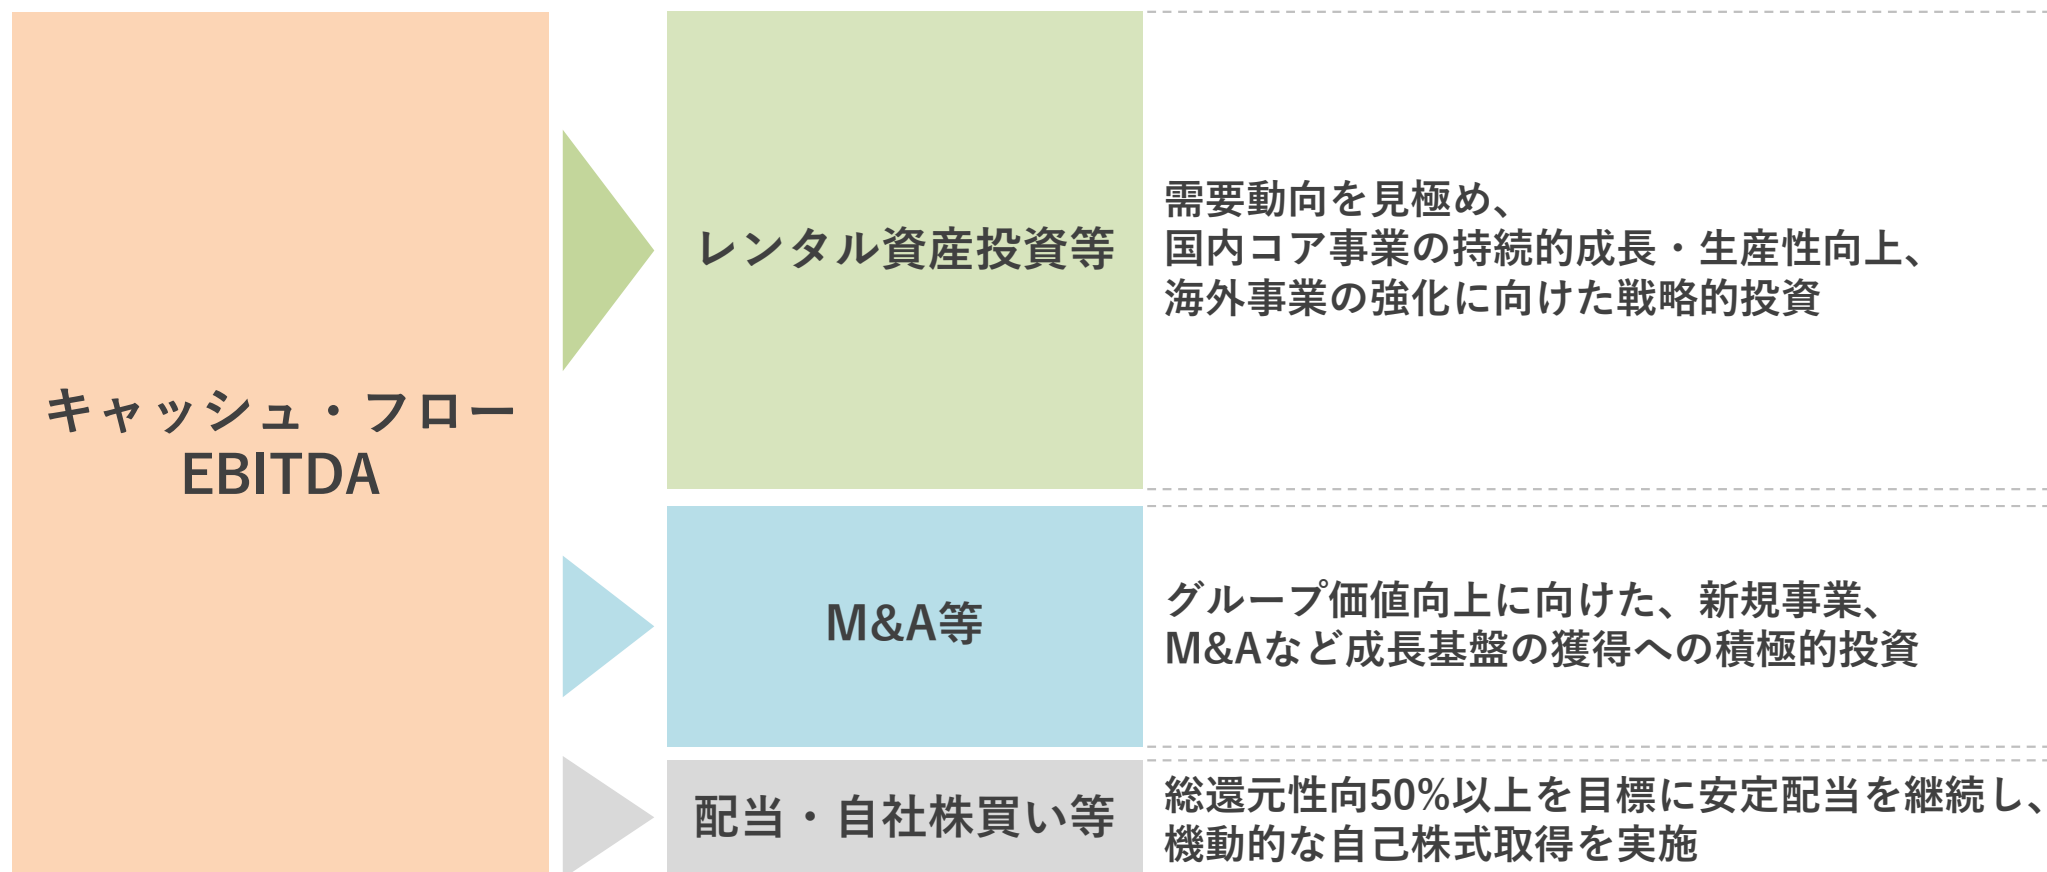 キャッシュ・フロー
EBITDA
レンタル資産投資等
需要動向を見極め、
国内コア事業の持続的成長・生産性向上、
海外事業の強化に向けた戦略的投資
M&A等
グループ価値向上に向けた、新規事業、
M&Aなど成長基盤の獲得への積極的投資
配当・自社株買い等
総還元性向50%以上を目標に安定配当を継続し、
機動的な自己株式取得を実施